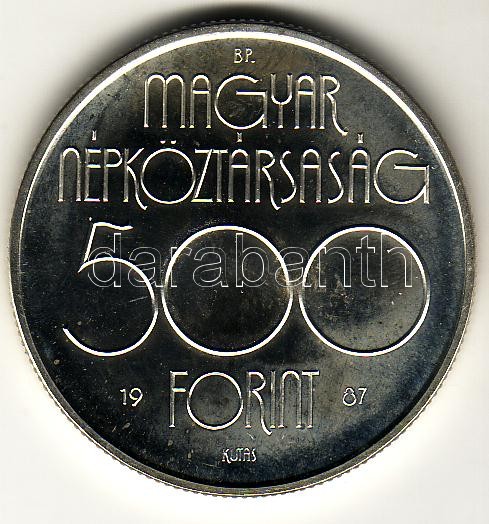 BP.
MAGYAR
NÉPKÖZTÁRSASÁG
500
darabanth
19 87
FORINT
KUTAS